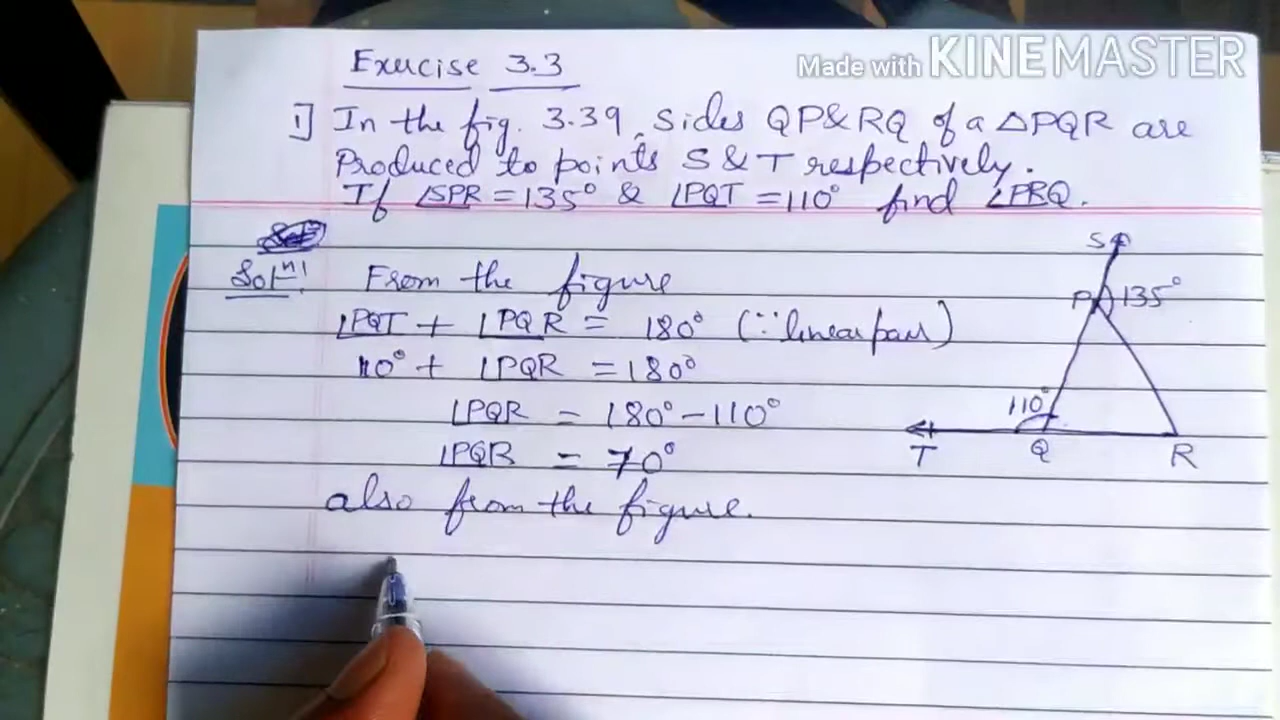 Made with KINEMASTER
Exercise 3.3
1] In the fig. 3.39, Sides QP & RQ of a △PQR are
Produced to points S & T respectively.
If ∠SPR = 135° & ∠PQT = 110° find ∠PRQ.
Solⁿ!
From the figure
∠PQT + ∠PQR = 180° (∵ linear pair)
110° + ∠PQR = 180°
∠PQR = 180° - 110°
∠PQR = 70°
also from the figure.
S
P 135°
110°
T Q R